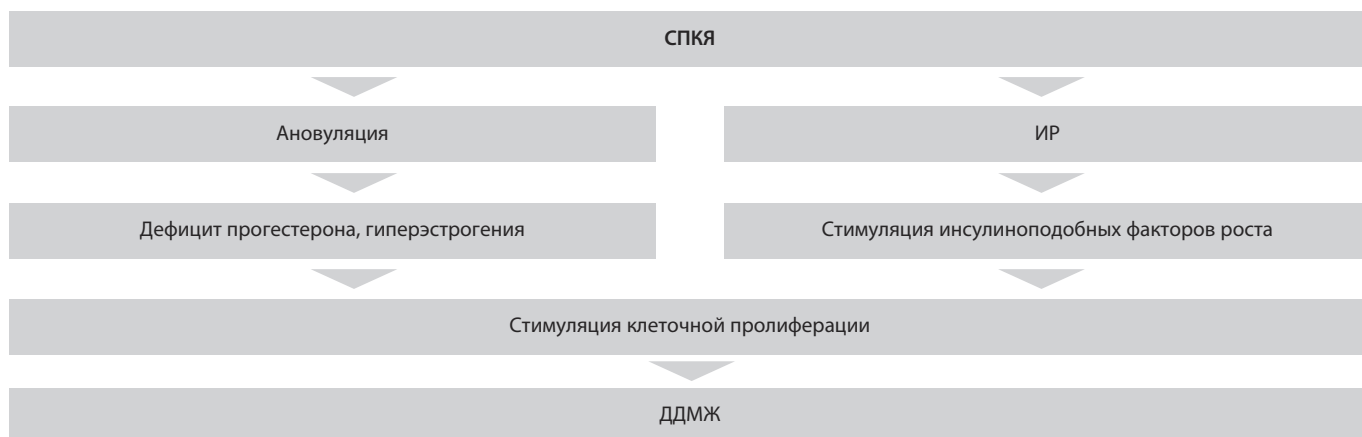 СПКЯ
Ановуляция
ИР
Дефицит прогестерона, гиперэстрогения
Стимуляция инсулиноподобных факторов роста
Стимуляция клеточной пролиферации
ДДМЖ